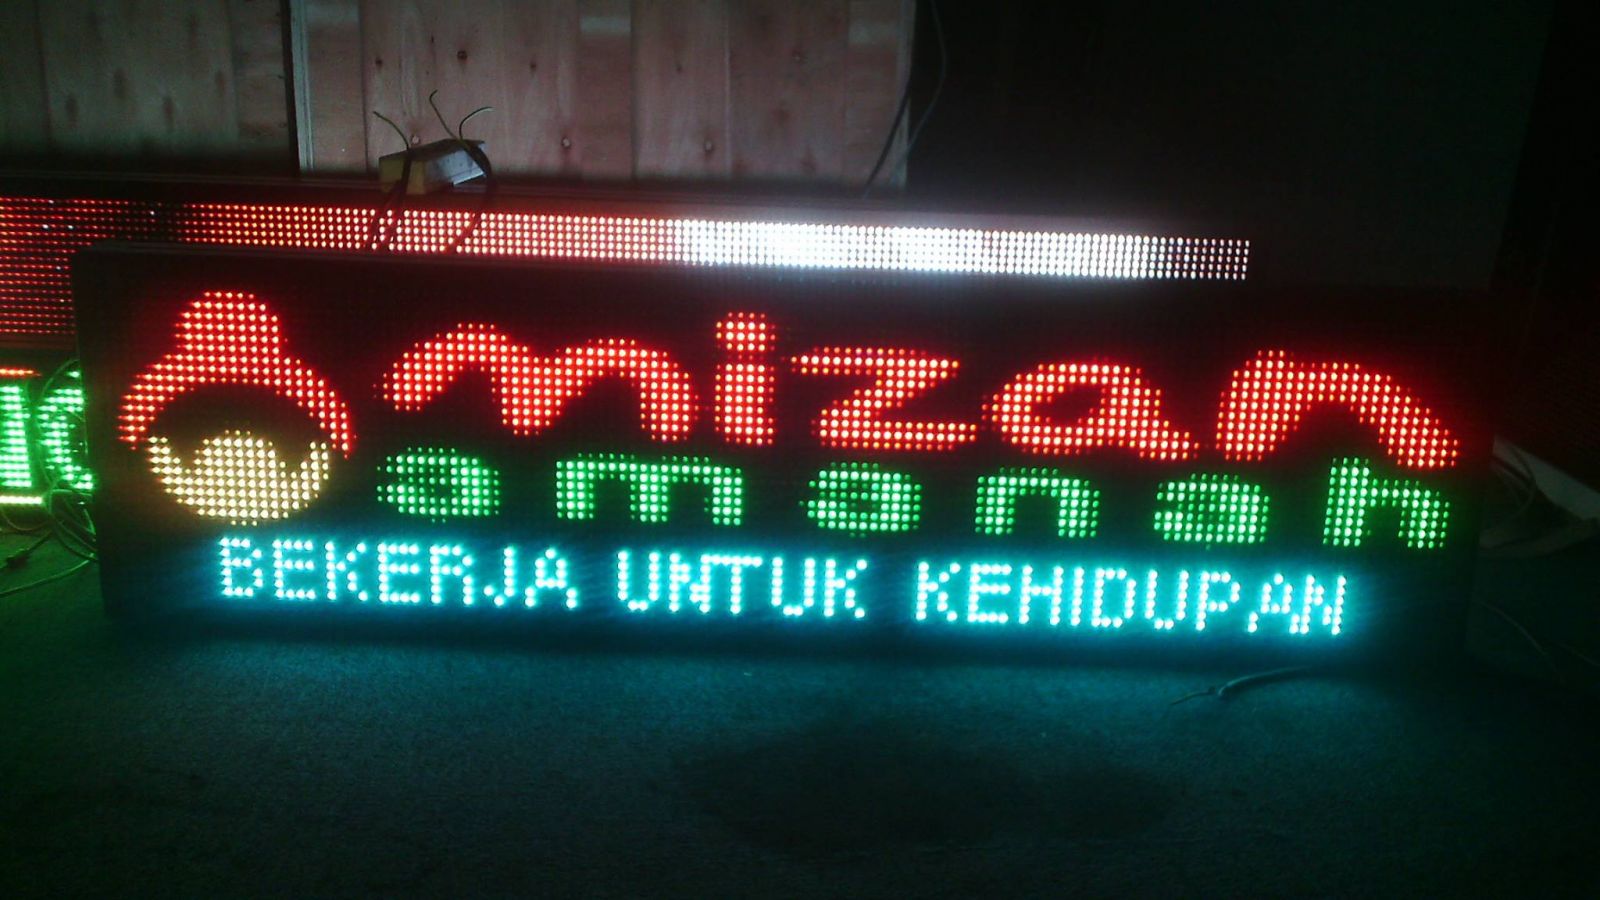 mizan
amanah
BEKERJA UNTUK KEHIDUPAN